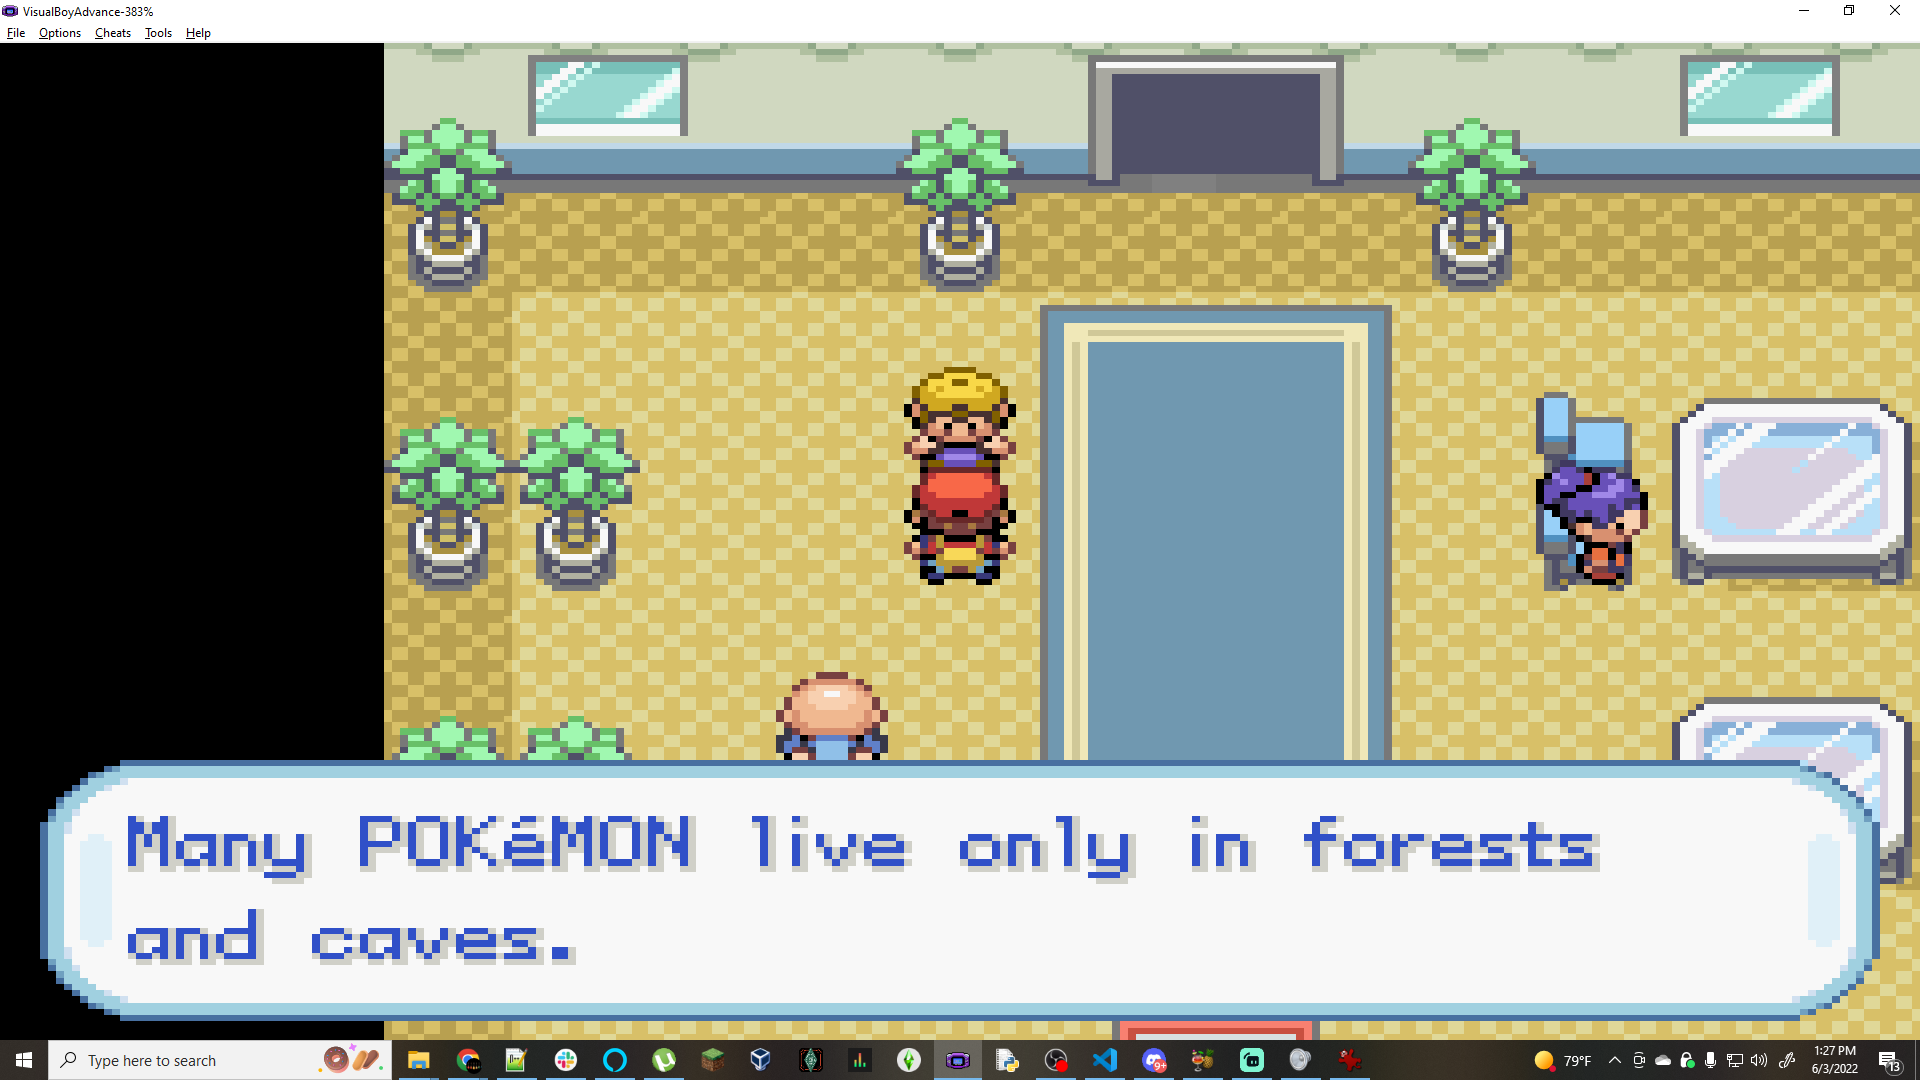 VisualBoyAdvance-383%
File Options Cheats Tools Help
Many POKéMON live only in forests
and caves.
Type here to search
9+
79°F
1:27 PM
6/3/2022
13